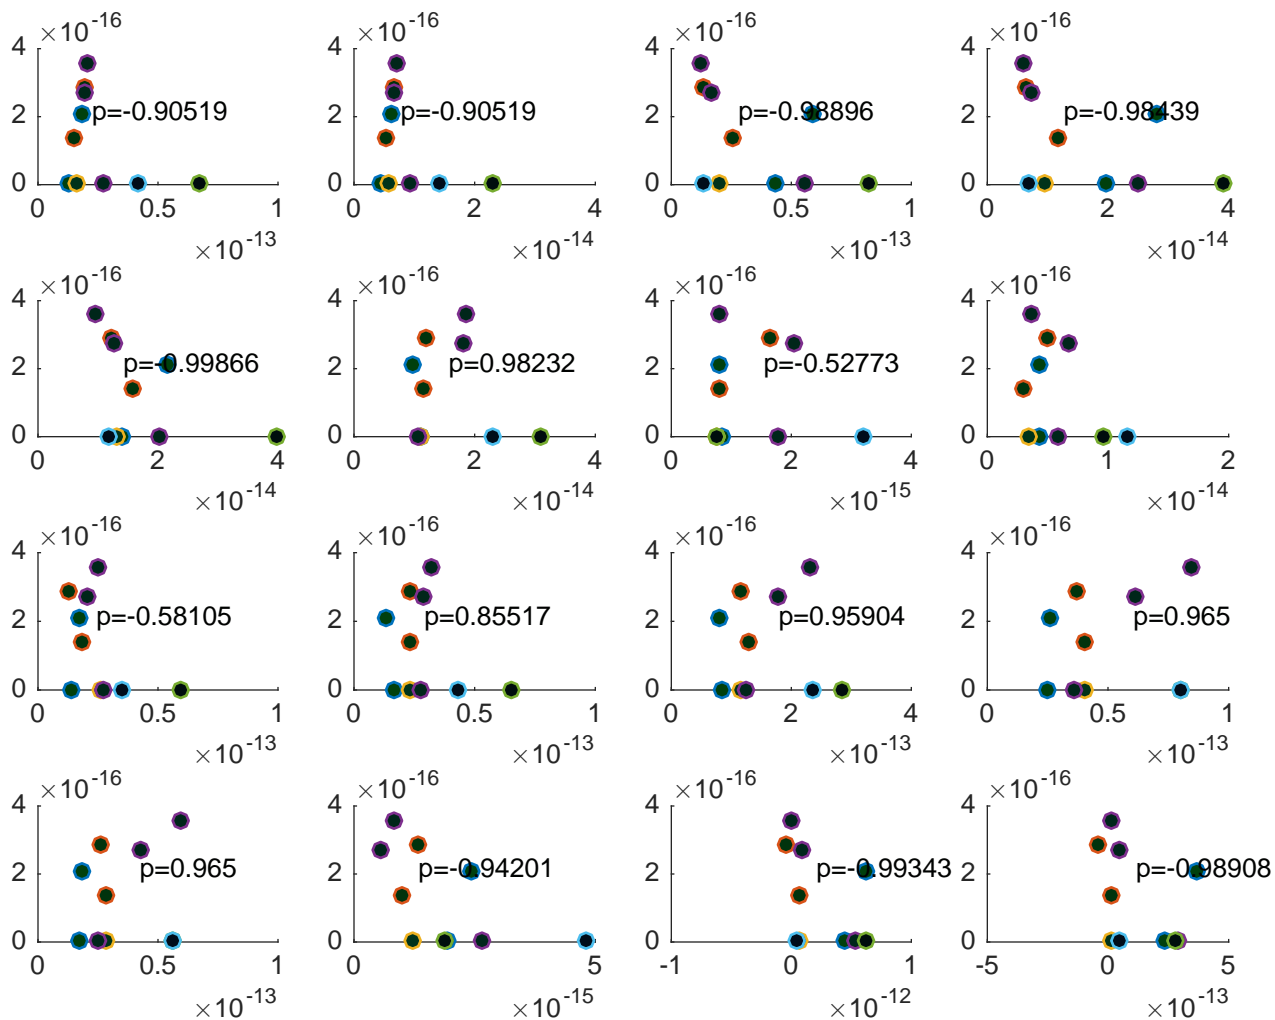 ×10-16 ×10-16 ×10-16 ×10-16
4 4 4 4
p=-0.90519 p=-0.90519 p=-0.98896 p=-0.98439
2 2 2 2
0 0 0 0
0 0.5 1 0 2 4 0 0.5 1 0 2 4
×10-13 ×10-14 ×10-13 ×10-14
×10-16 ×10-16 ×10-16 ×10-16
4 4 4 4
p=-0.99866 p=0.98232 p=-0.52773
2 2 2 2
0 0 0 0
0 2 4 0 2 4 0 2 4 0 1 2
×10-14 ×10-14 ×10-15 ×10-14
×10-16 ×10-16 ×10-16 ×10-16
4 4 4 4
p=-0.58105 p=0.85517 p=0.95904 p=0.965
2 2 2 2
0 0 0 0
0 0.5 1 0 0.5 1 0 2 4 0 0.5 1
×10-13 ×10-13 ×10-13 ×10-13
×10-16 ×10-16 ×10-16 ×10-16
4 4 4 4
p=0.965 p=-0.94201 p=-0.99343 p=-0.98908
2 2 2 2
0 0 0 0
0 0.5 1 0 5 -1 0 1 -5 0 5
×10-13 ×10-15 ×10-12 ×10-13